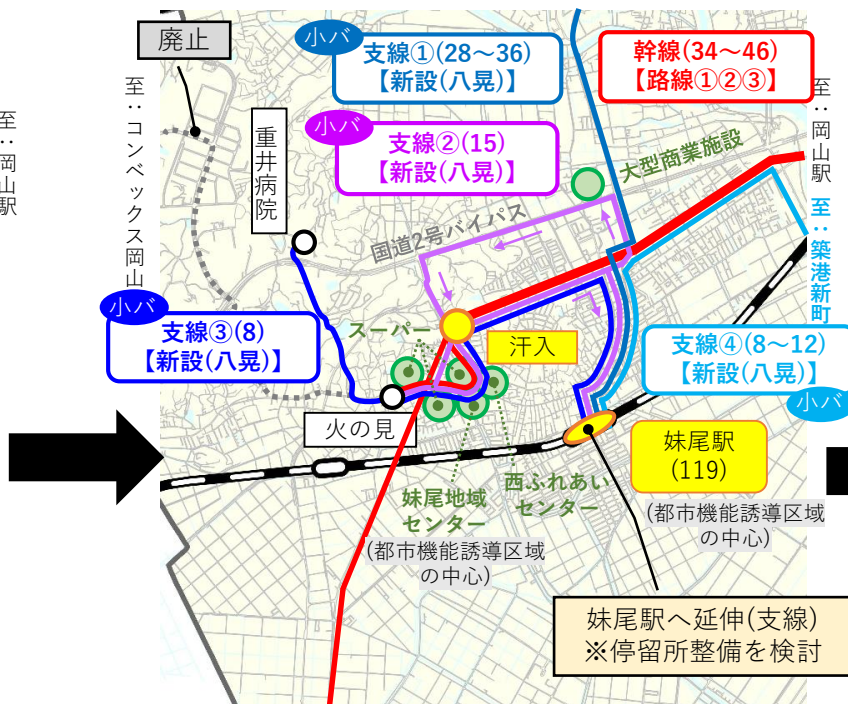 廃止
小バ
支線①(28～36)
【新設(八晃)】
幹線(34～46)
【路線①②③】
至：岡山駅
至：コンベックス岡山
重井病院
小バ
支線②(15)
【新設(八晃)】
大型商業施設
至：岡山駅
至：築港新町
国道2号バイパス
小バ
支線③(8)
【新設(八晃)】
スーパー
汗入
支線④(8～12)
【新設(八晃)】
小バ
火の見
妹尾駅
(119)
(都市機能誘導区域
の中心)
妹尾地域
センター
(都市機能誘導区域
の中心)
西ふれあい
センター
妹尾駅へ延伸(支線)
※停留所整備を検討